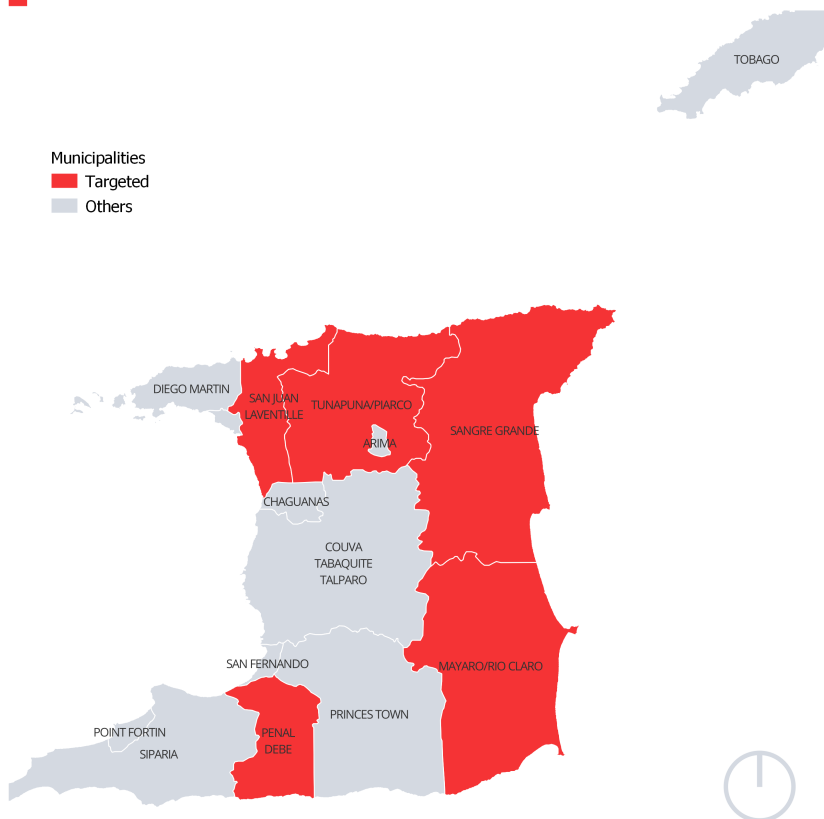 TOBAGO
Municipalities
Targeted
Others
DIEGO MARTIN
SAN JUAN
LAVENTILLE
TUNAPUNA/PIARCO
ARIMA
SANGRE GRANDE
CHAGUANAS
COUVA
TABAQUITE
TALPARO
SAN FERNANDO
MAYARO/RIO CLARO
PRINCES TOWN
POINT FORTIN
SIPARIA
PENAL
DEBE